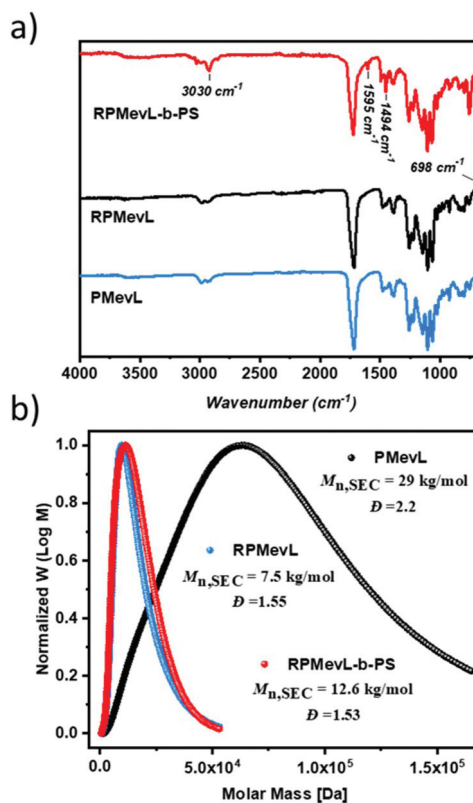 a)
3030 cm⁻¹
1595 cm⁻¹
1494 cm⁻¹
RPMevL-b-PS
698 cm⁻¹
RPMevL
PMevL
4000 3500 3000 2500 2000 1500 1000
Wavenumber (cm⁻¹)
b)
Normalized W (Log M)
1.0
0.8
0.6
0.4
0.2
0.0
PMevL
Mn,SEC = 29 kg/mol
Đ = 2.2
RPMevL
Mn,SEC = 7.5 kg/mol
Đ =1.55
RPMevL-b-PS
Mn,SEC = 12.6 kg/mol
Đ =1.53
0.0 5.0x10⁴ 1.0x10⁵ 1.5x10⁵
Molar Mass [Da]